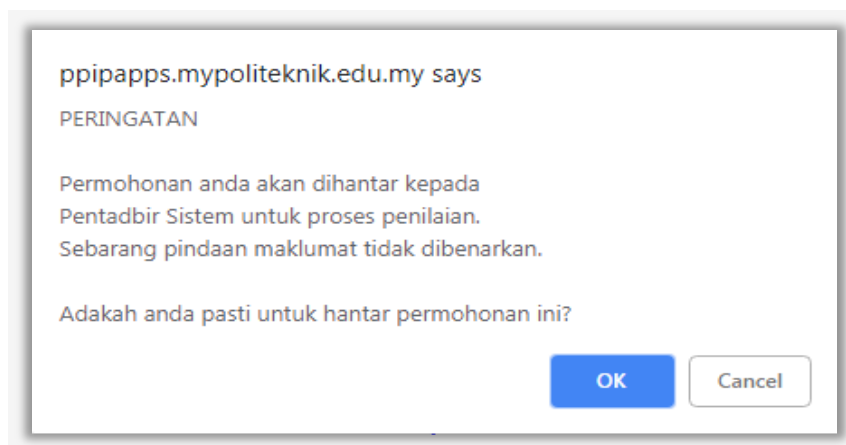 ppipapps.mypoliteknik.edu.my says
PERINGATAN
Permohonan anda akan dihantar kepada
Pentadbir Sistem untuk proses penilaian.
Sebarang pindaan maklumat tidak dibenarkan.
Adakah anda pasti untuk hantar permohonan ini?
OK Cancel